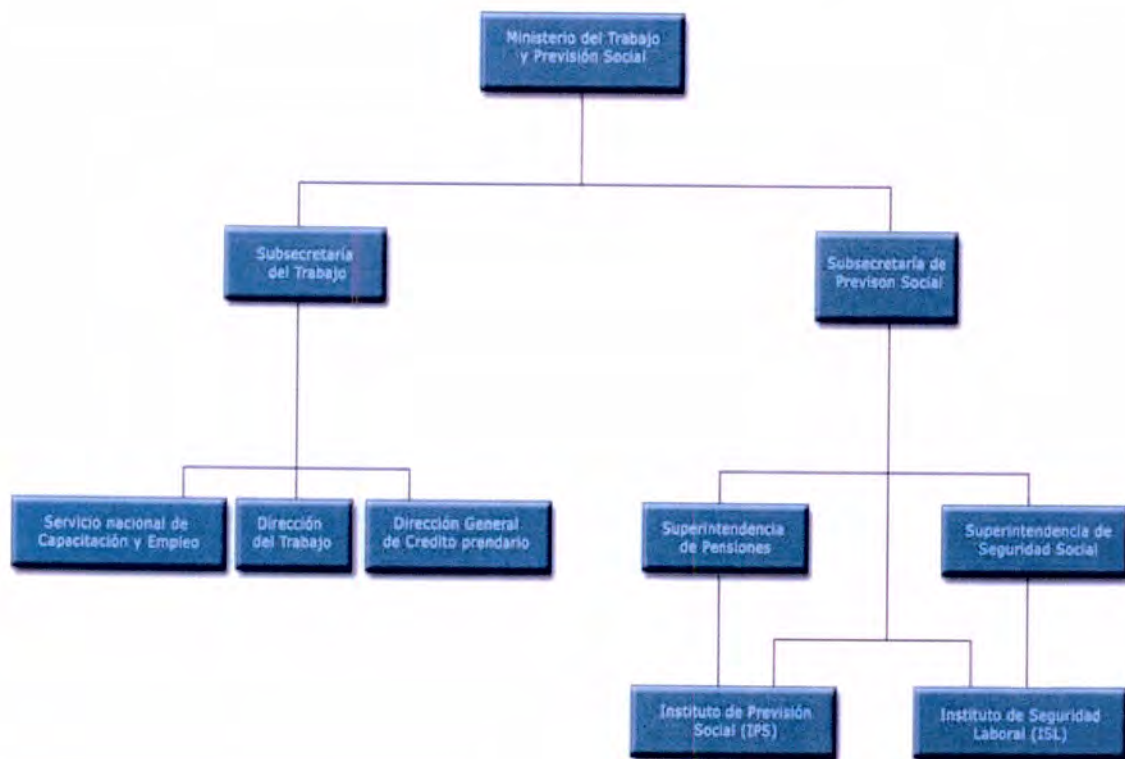 Ministerio del Trabajo
y Previsión Social
Subsecretaría
del Trabajo
Subsecretaría de
Previson Social
Servicio nacional de
Capacitación y Empleo
Dirección
del Trabajo
Dirección General
de Credito prendario
Superintendencia
de Pensiones
Superintendencia de
Seguridad Social
Instituto de Previsión
Social (IPS)
Instituto de Seguridad
Laboral (ISL)